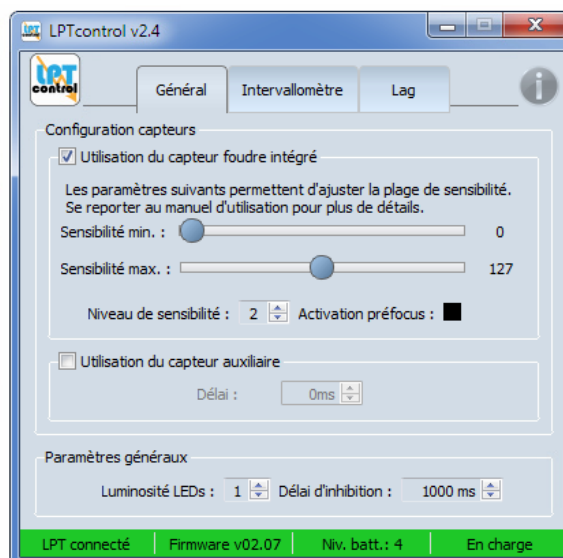 LPTcontrol v2.4
LPT
control
Général Intervallomètre Lag
i
Configuration capteurs
Utilisation du capteur foudre intégré
Les paramètres suivants permettent d'ajuster la plage de sensibilité.
Se reporter au manuel d'utilisation pour plus de détails.
Sensibilité min. : 0
Sensibilité max. : 127
Niveau de sensibilité : 2 Activation préfocus :
Utilisation du capteur auxiliaire
Délai : 0ms
Paramètres généraux
Luminosité LEDs : 1 Délai d'inhibition : 1000 ms
LPT connecté Firmware v02.07 Niv. batt.: 4 En charge